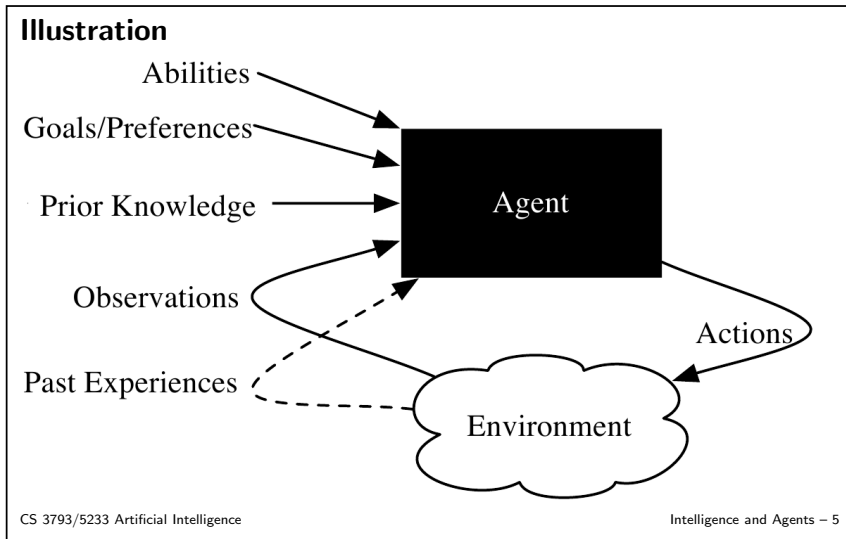 Illustration
Abilities
Goals/Preferences
Prior Knowledge
Agent
Observations
Actions
Past Experiences
Environment
CS 3793/5233 Artificial Intelligence
Intelligence and Agents – 5